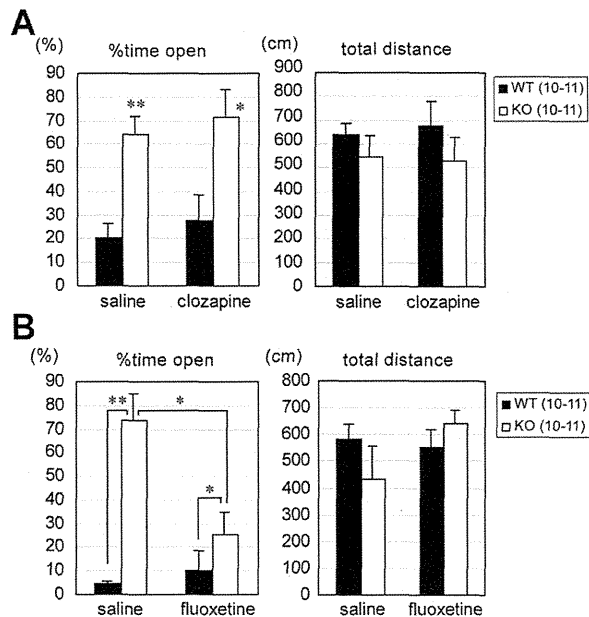 A
(%)
%time open
90
80
70
60
50
40
30
20
10
0
**
*
saline
clozapine
(cm)
total distance
900
800
700
600
500
400
300
200
100
0
saline
clozapine
WT (10-11)
KO (10-11)
B
(%)
%time open
90
80
70
60
50
40
30
20
10
0
**
*
*
saline
fluoxetine
(cm)
total distance
800
700
600
500
400
300
200
100
0
saline
fluoxetine
WT (10-11)
KO (10-11)